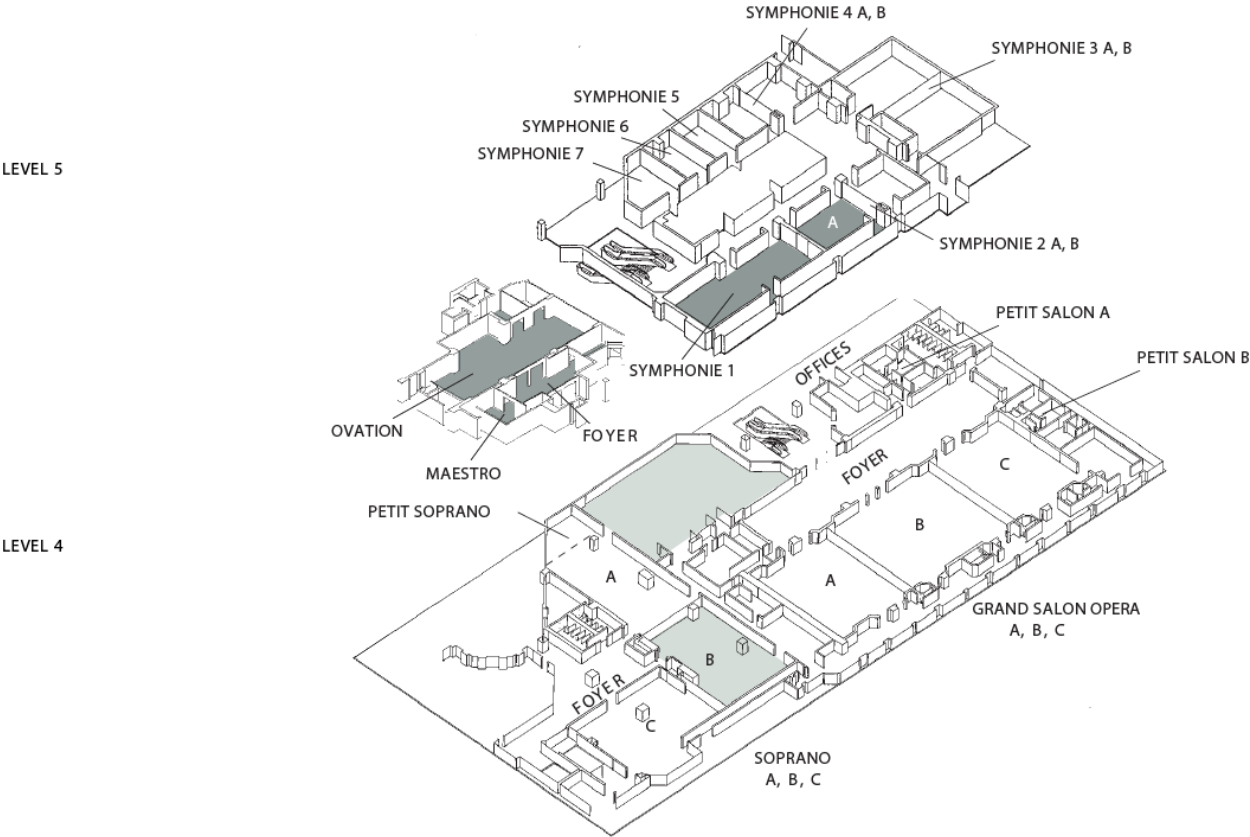 SYMPHONIE 4 A, B
SYMPHONIE 3 A, B
SYMPHONIE 5
SYMPHONIE 6
SYMPHONIE 7
LEVEL 5
A
SYMPHONIE 2 A, B
PETIT SALON A
OFFICES
PETIT SALON B
SYMPHONIE 1
OVATION
FOYER
MAESTRO
FOYER
C
PETIT SOPRANO
B
LEVEL 4
A
A
GRAND SALON OPERA
A, B, C
B
FOYER
C
SOPRANO
A, B, C